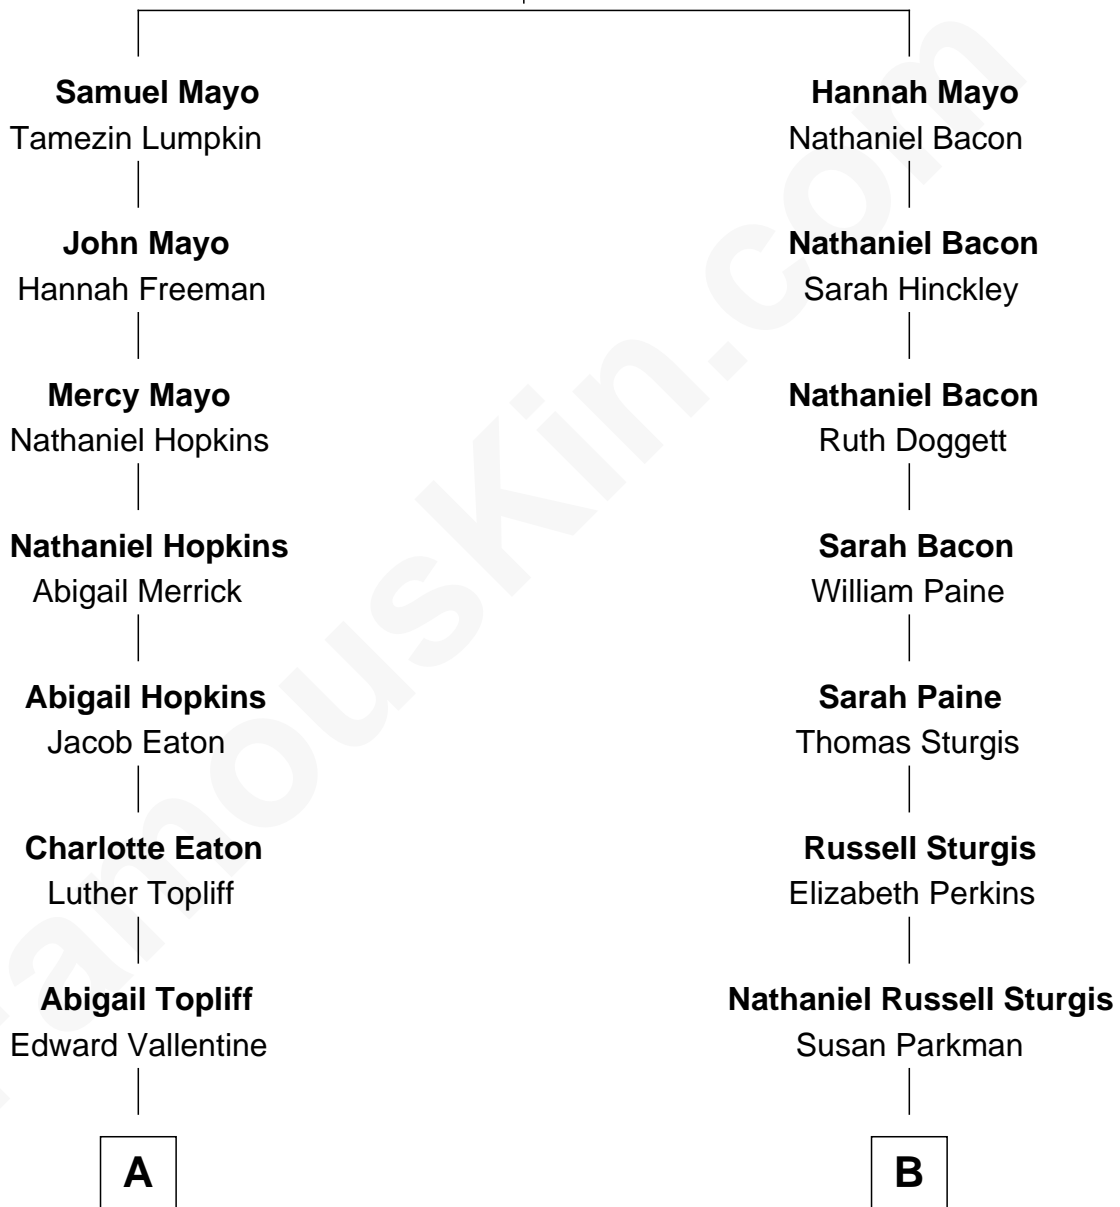 Samuel Mayo
Tamezin Lumpkin
John Mayo
Hannah Freeman
Mercy Mayo
Nathaniel Hopkins
Nathaniel Hopkins
Abigail Merrick
Abigail Hopkins
Jacob Eaton
Charlotte Eaton
Luther Topliff
Abigail Topliff
Edward Vallentine
A
Hannah Mayo
Nathaniel Bacon
Nathaniel Bacon
Sarah Hinckley
Nathaniel Bacon
Ruth Doggett
Sarah Bacon
William Paine
Sarah Paine
Thomas Sturgis
Russell Sturgis
Elizabeth Perkins
Nathaniel Russell Sturgis
Susan Parkman
B
FamousKin.com